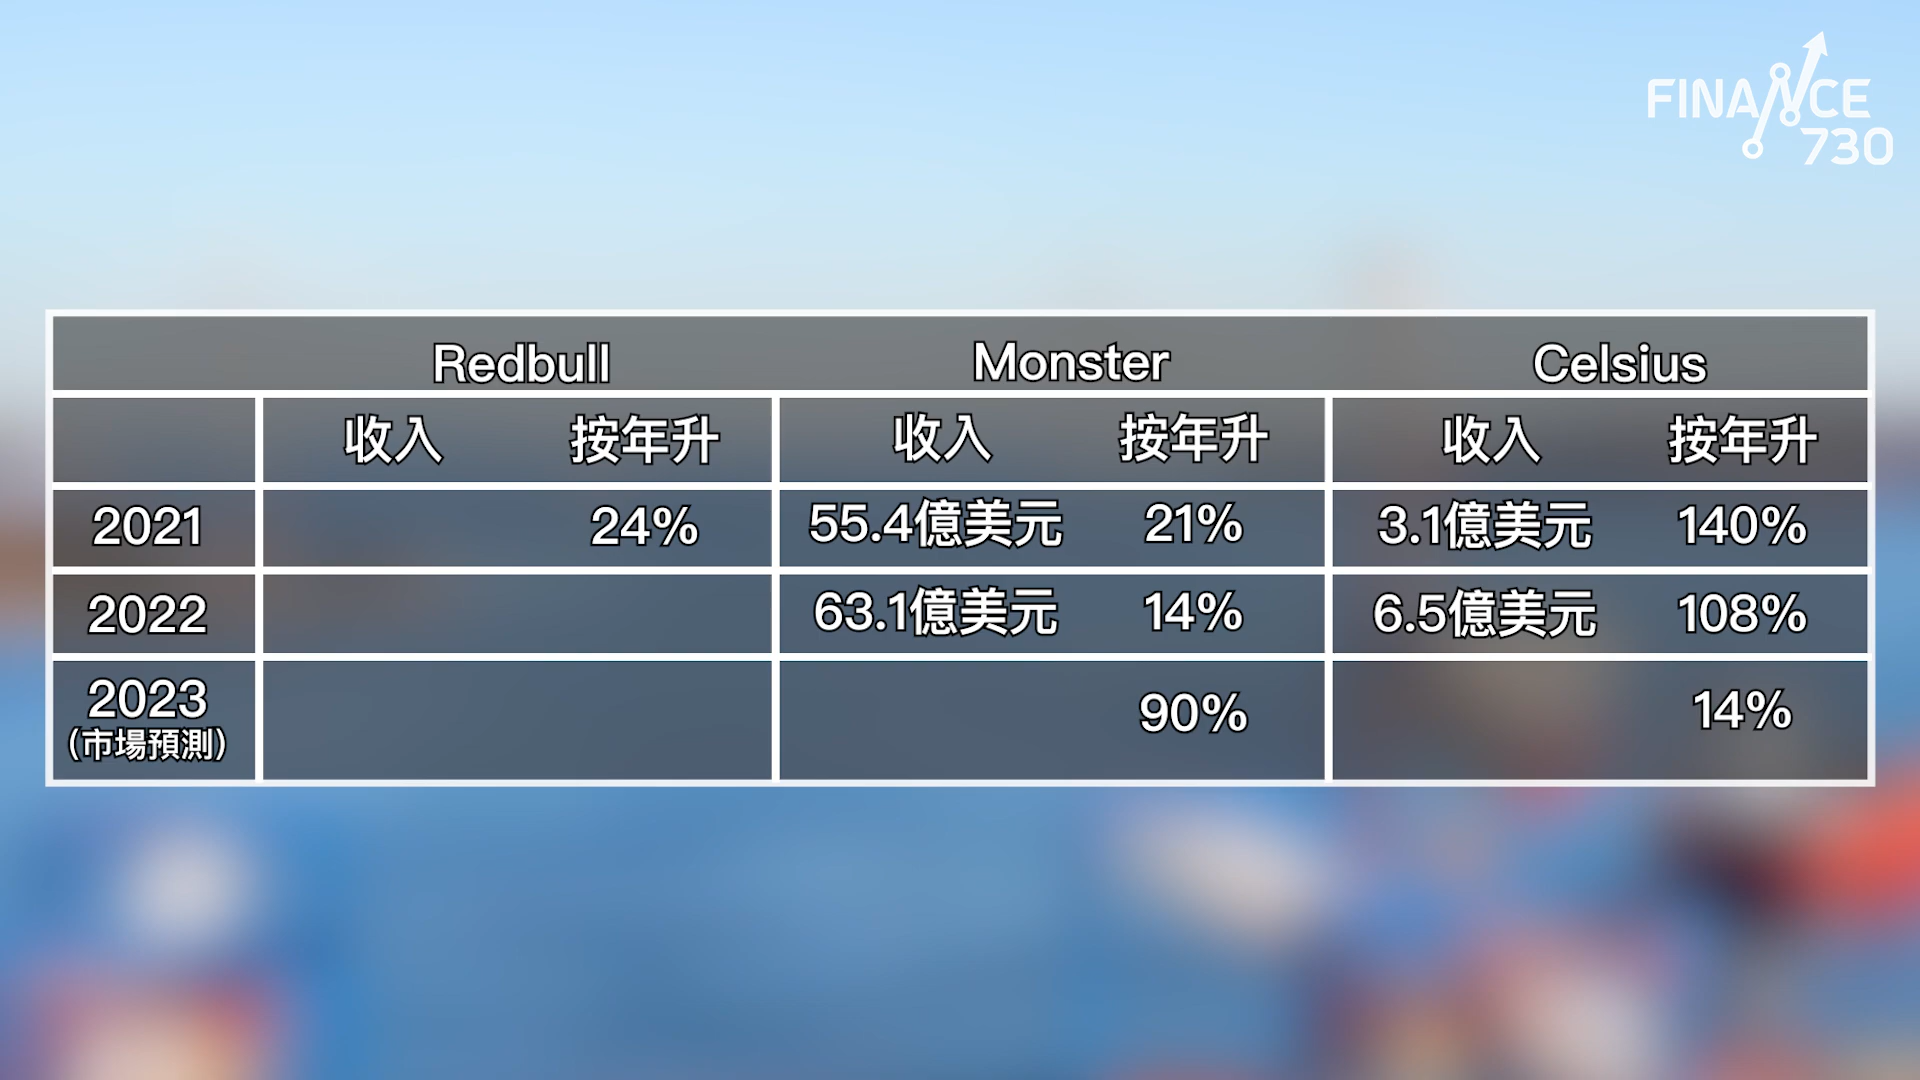 FINANCE
730
Redbull Monster Celsius
收入 按年升 收入 按年升 收入 按年升
2021 24% 55.4億美元 21% 3.1億美元 140%
2022 63.1億美元 14% 6.5億美元 108%
2023 90% 14%
(市場預測)